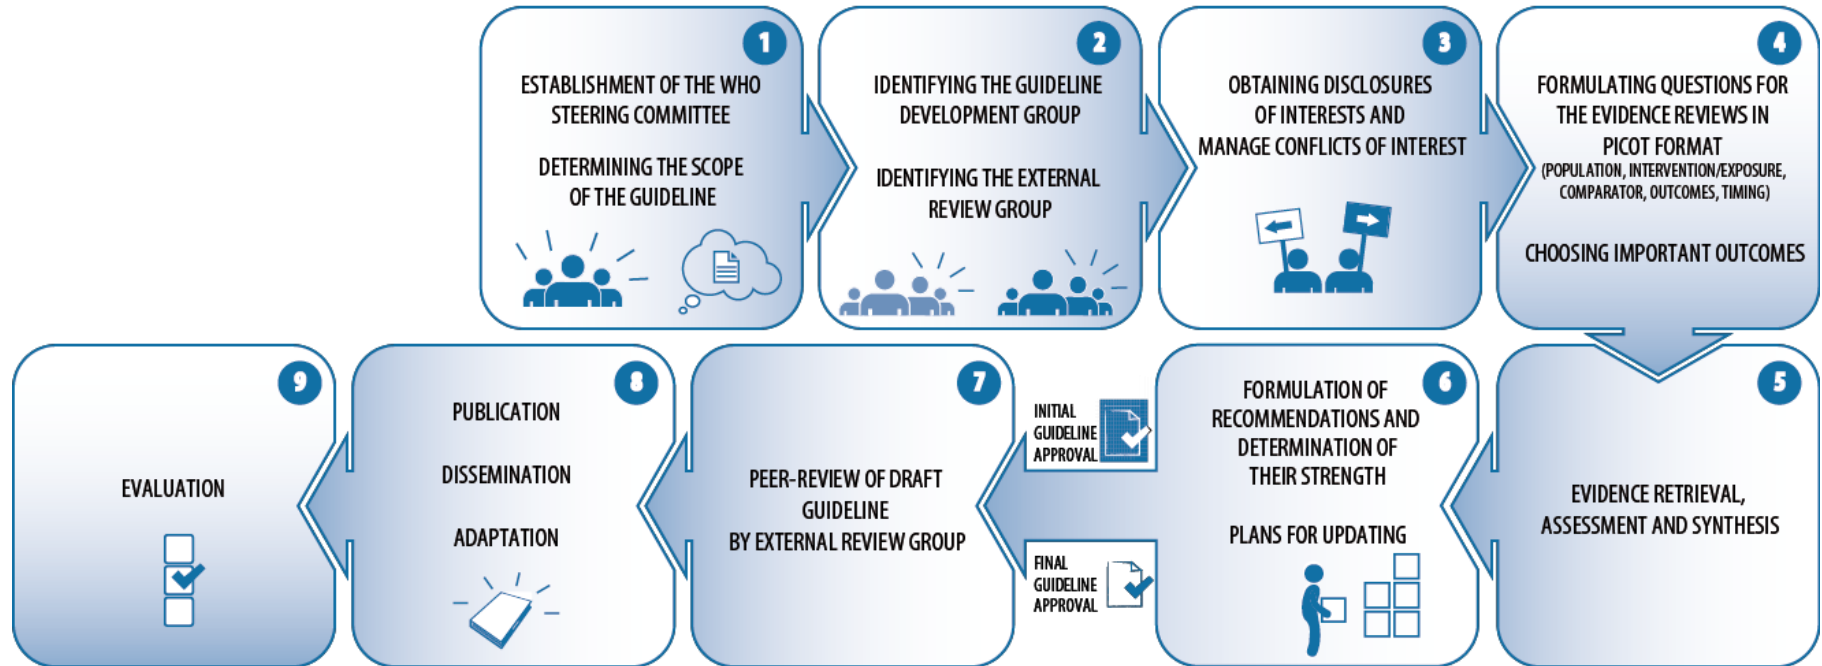 1
ESTABLISHMENT OF THE WHO
STEERING COMMITTEE
DETERMINING THE SCOPE
OF THE GUIDELINE
2
IDENTIFYING THE GUIDELINE
DEVELOPMENT GROUP
IDENTIFYING THE EXTERNAL
REVIEW GROUP
3
OBTAINING DISCLOSURES
OF INTERESTS AND
MANAGE CONFLICTS OF INTEREST
4
FORMULATING QUESTIONS FOR
THE EVIDENCE REVIEWS IN
PICOT FORMAT
(POPULATION, INTERVENTION/EXPOSURE,
COMPARATOR, OUTCOMES, TIMING)
CHOOSING IMPORTANT OUTCOMES
5
EVIDENCE RETRIEVAL,
ASSESSMENT AND SYNTHESIS
6
FORMULATION OF
RECOMMENDATIONS AND
DETERMINATION OF
THEIR STRENGTH
PLANS FOR UPDATING
INITIAL
GUIDELINE
APPROVAL
FINAL
GUIDELINE
APPROVAL
7
PEER-REVIEW OF DRAFT
GUIDELINE
BY EXTERNAL REVIEW GROUP
8
PUBLICATION
DISSEMINATION
ADAPTATION
9
EVALUATION